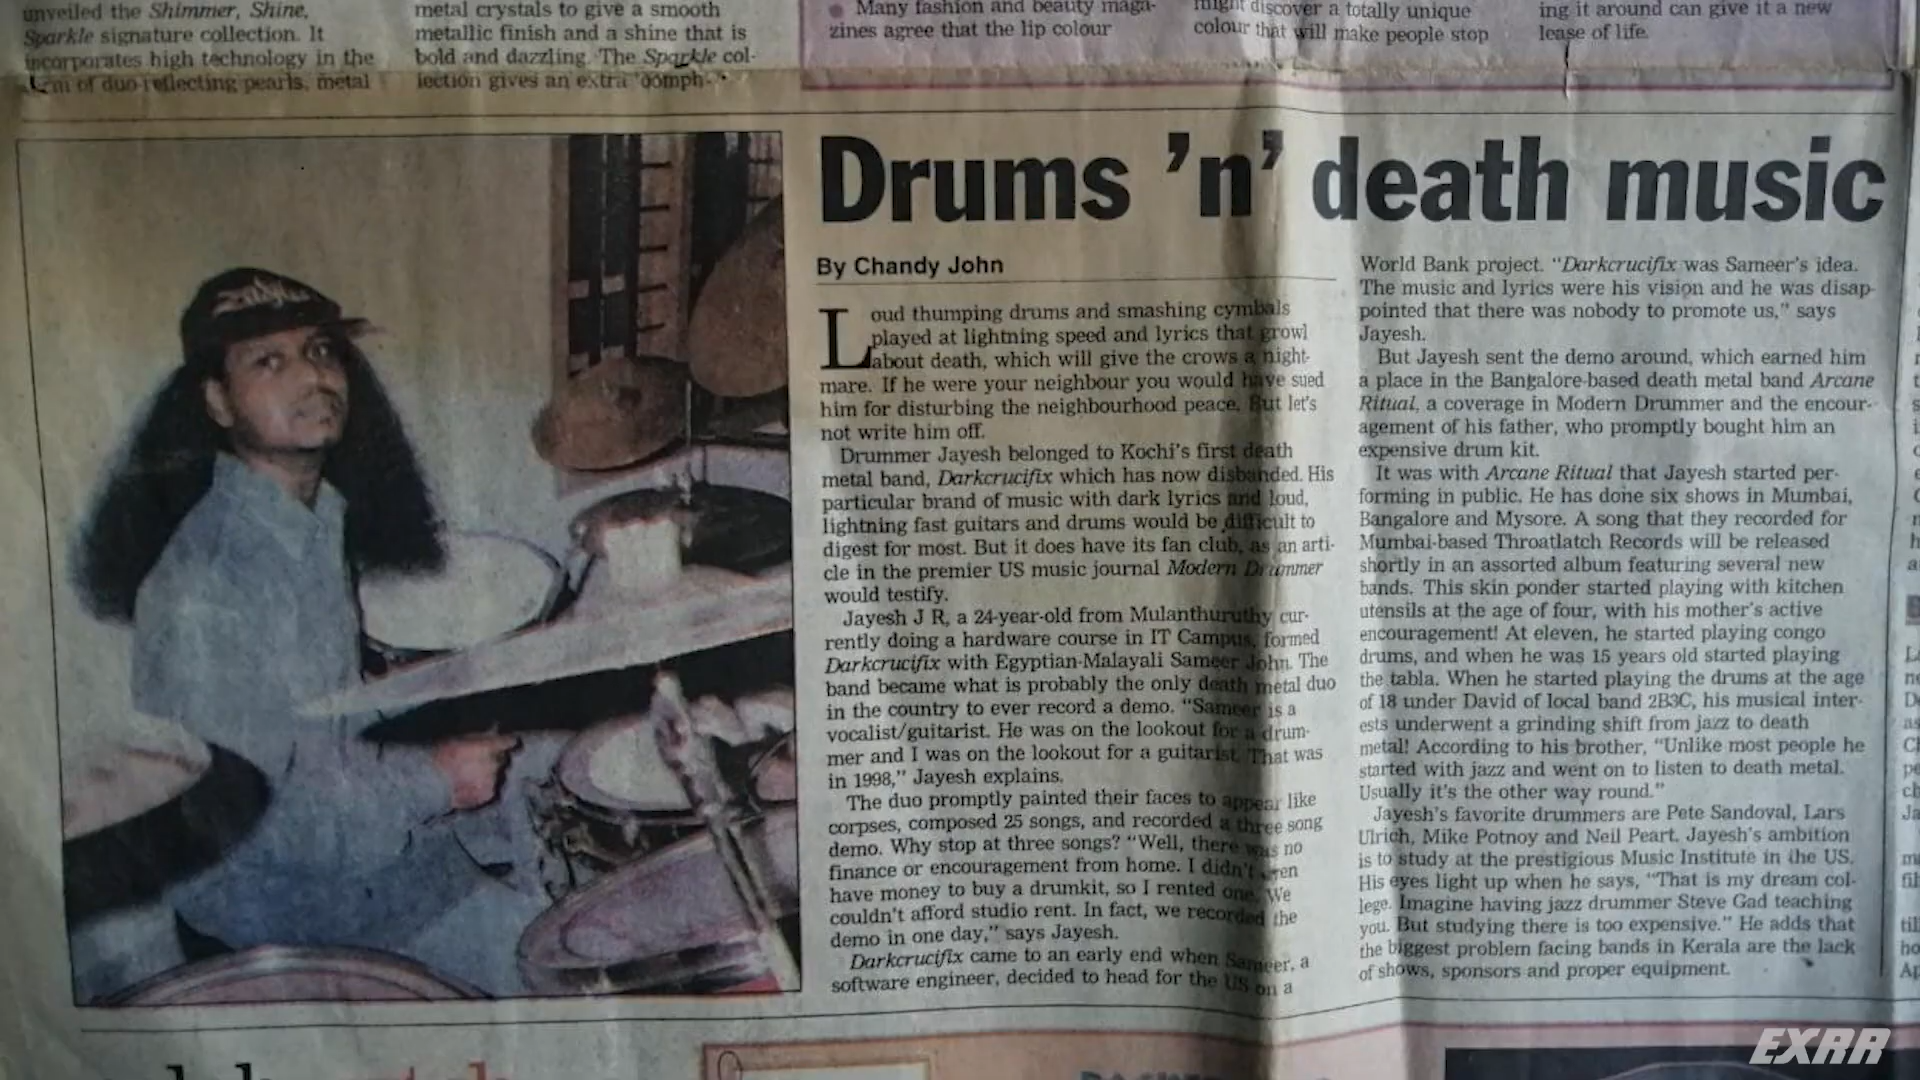 unveiled the Shimmer, Shine,
Sparkle signature collection. It
incorporates high technology in the
of duo-reflecting pearls, metal
metal crystals to give a smooth
metallic finish and a shine that is
bold and dazzling. The Sparkle col-
lection gives an extra 'oomph'
Many fashion and beauty maga-
zines agree that the lip colour
might discover a totally unique
colour that will make people stop
ing it around can give it a new
lease of life.
Drums 'n' death music
By Chandy John
Loud thumping drums and smashing cymbals
played at lightning speed and lyrics that growl
about death, which will give the crows a night-
mare. If he were your neighbour you would have sued
him for disturbing the neighbourhood peace. But let's
not write him off.
Drummer Jayesh belonged to Kochi's first death
metal band, Darkcrucifix which has now disbanded. His
particular brand of music with dark lyrics and loud,
lightning fast guitars and drums would be difficult to
digest for most. But it does have its fan club, as an arti-
cle in the premier US music journal Modern Drummer
would testify.
Jayesh J R, a 24-year-old from Mulanthuruthy cur-
rently doing a hardware course in IT Campus, formed
Darkcrucifix with Egyptian-Malayali Sameer John. The
band became what is probably the only death metal duo
in the country to ever record a demo. "Sameer is a
vocalist/guitarist. He was on the lookout for a drum-
mer and I was on the lookout for a guitarist. That was
in 1998," Jayesh explains.
The duo promptly painted their faces to appear like
corpses, composed 25 songs, and recorded a three song
demo. Why stop at three songs? "Well, there was no
finance or encouragement from home. I didn't even
have money to buy a drumkit, so I rented one. We
couldn't afford studio rent. In fact, we recorded the
demo in one day," says Jayesh.
Darkcrucifix came to an early end when Sameer, a
software engineer, decided to head for the US on a
World Bank project. "Darkcrucifix was Sameer's idea.
The music and lyrics were his vision and he was disap-
pointed that there was nobody to promote us," says
Jayesh.
But Jayesh sent the demo around, which earned him
a place in the Bangalore-based death metal band Arcane
Ritual, a coverage in Modern Drummer and the encour-
agement of his father, who promptly bought him an
expensive drum kit.
It was with Arcane Ritual that Jayesh started per-
forming in public. He has done six shows in Mumbai,
Bangalore and Mysore. A song that they recorded for
Mumbai-based Throatlatch Records will be released
shortly in an assorted album featuring several new
bands. This skin ponder started playing with kitchen
utensils at the age of four, with his mother's active
encouragement! At eleven, he started playing congo
drums, and when he was 15 years old started playing
the tabla. When he started playing the drums at the age
of 18 under David of local band 2B3C, his musical inter-
ests underwent a grinding shift from jazz to death
metal! According to his brother, "Unlike most people he
started with jazz and went on to listen to death metal.
Usually it's the other way round."
Jayesh's favorite drummers are Pete Sandoval, Lars
Ulrich, Mike Potnoy and Neil Peart. Jayesh's ambition
is to study at the prestigious Music Institute in the US.
His eyes light up when he says, "That is my dream col-
lege. Imagine having jazz drummer Steve Gad teaching
you. But studying there is too expensive." He adds that
the biggest problem facing bands in Kerala are the lack
of shows, sponsors and proper equipment.
EXRR